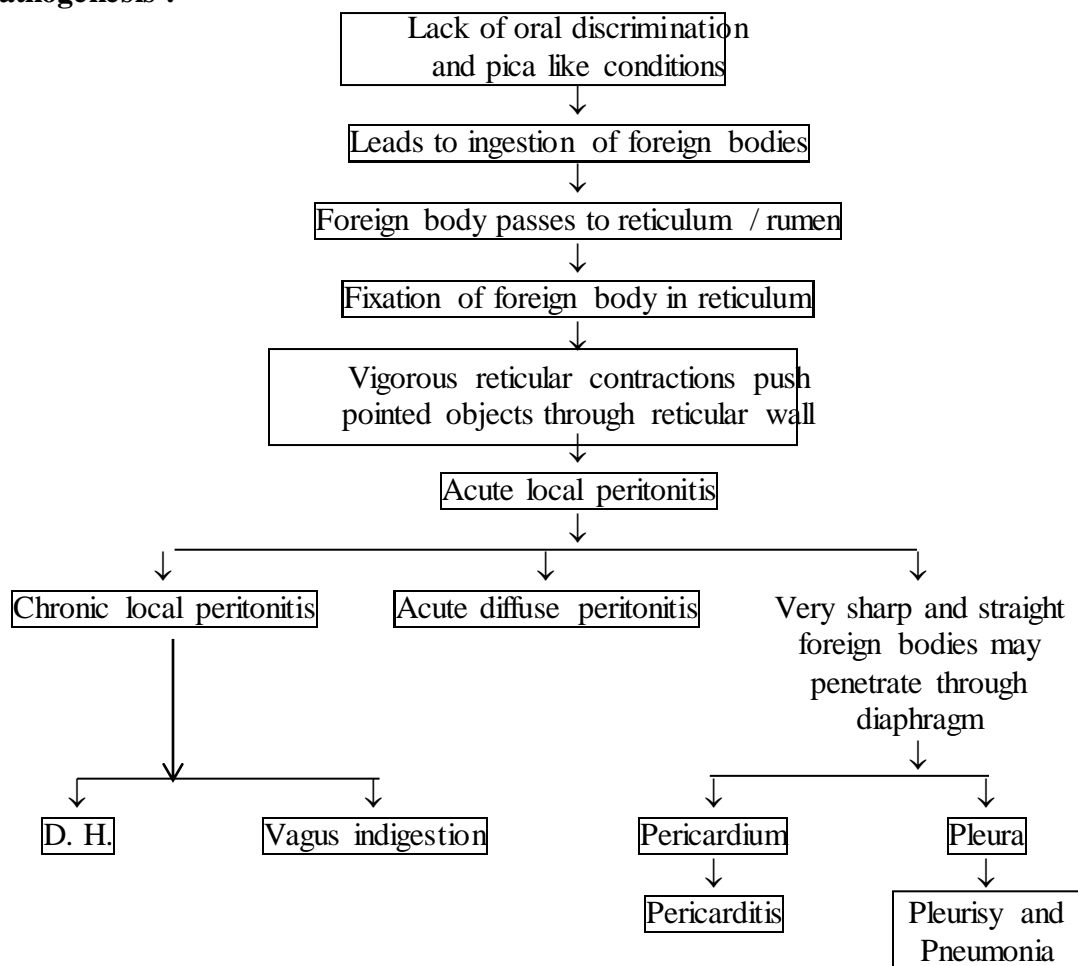 athogenesis :
Lack of oral discrimination
and pica like conditions
Leads to ingestion of foreign bodies
Foreign body passes to reticulum / rumen
Fixation of foreign body in reticulum
Vigorous reticular contractions push
pointed objects through reticular wall
Acute local peritonitis
Chronic local peritonitis
Acute diffuse peritonitis
Very sharp and straight
foreign bodies may
penetrate through
diaphragm
D. H.
Vagus indigestion
Pericardium
Pleura
Pericarditis
Pleurisy and
Pneumonia